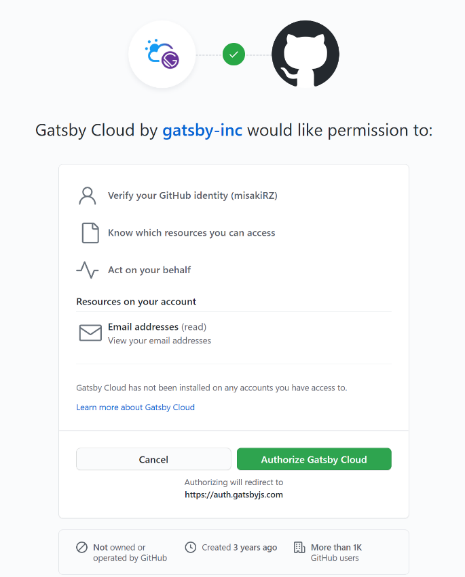 Gatsby Cloud by gatsby-inc would like permission to:
Verify your GitHub identity (misakiRZ)
Know which resources you can access
Act on your behalf
Resources on your account
Email addresses (read)
View your email addresses
Gatsby Cloud has not been installed on any accounts you have access to.
Learn more about Gatsby Cloud
Cancel
Authorize Gatsby Cloud
Authorizing will redirect to
https://auth.gatsbyjs.com
Not owned or
operated by GitHub
Created 3 years ago
More than 1K
GitHub users